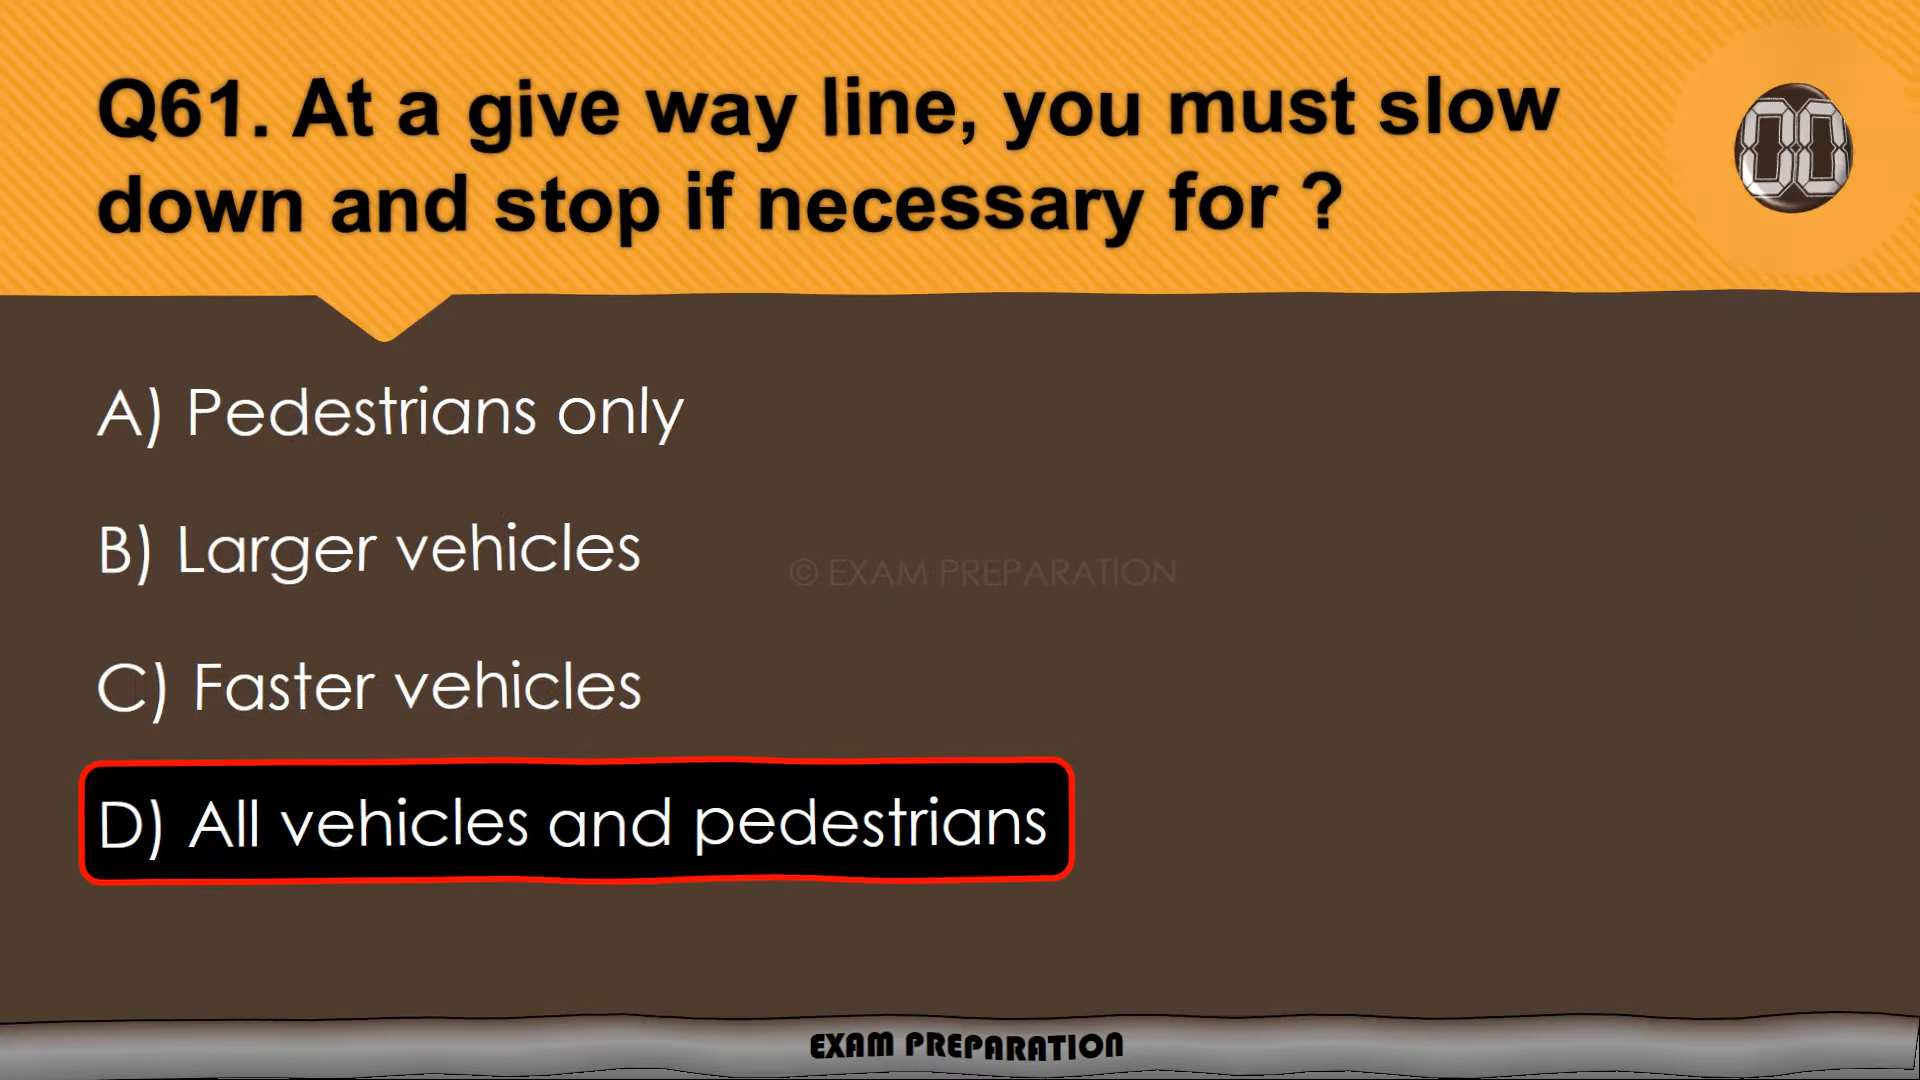 Q61. At a give way line, you must slow
down and stop if necessary for ?
00
A) Pedestrians only
B) Larger vehicles
© EXAM PREPARATION
C) Faster vehicles
D) All vehicles and pedestrians
EXAM PREPARATION